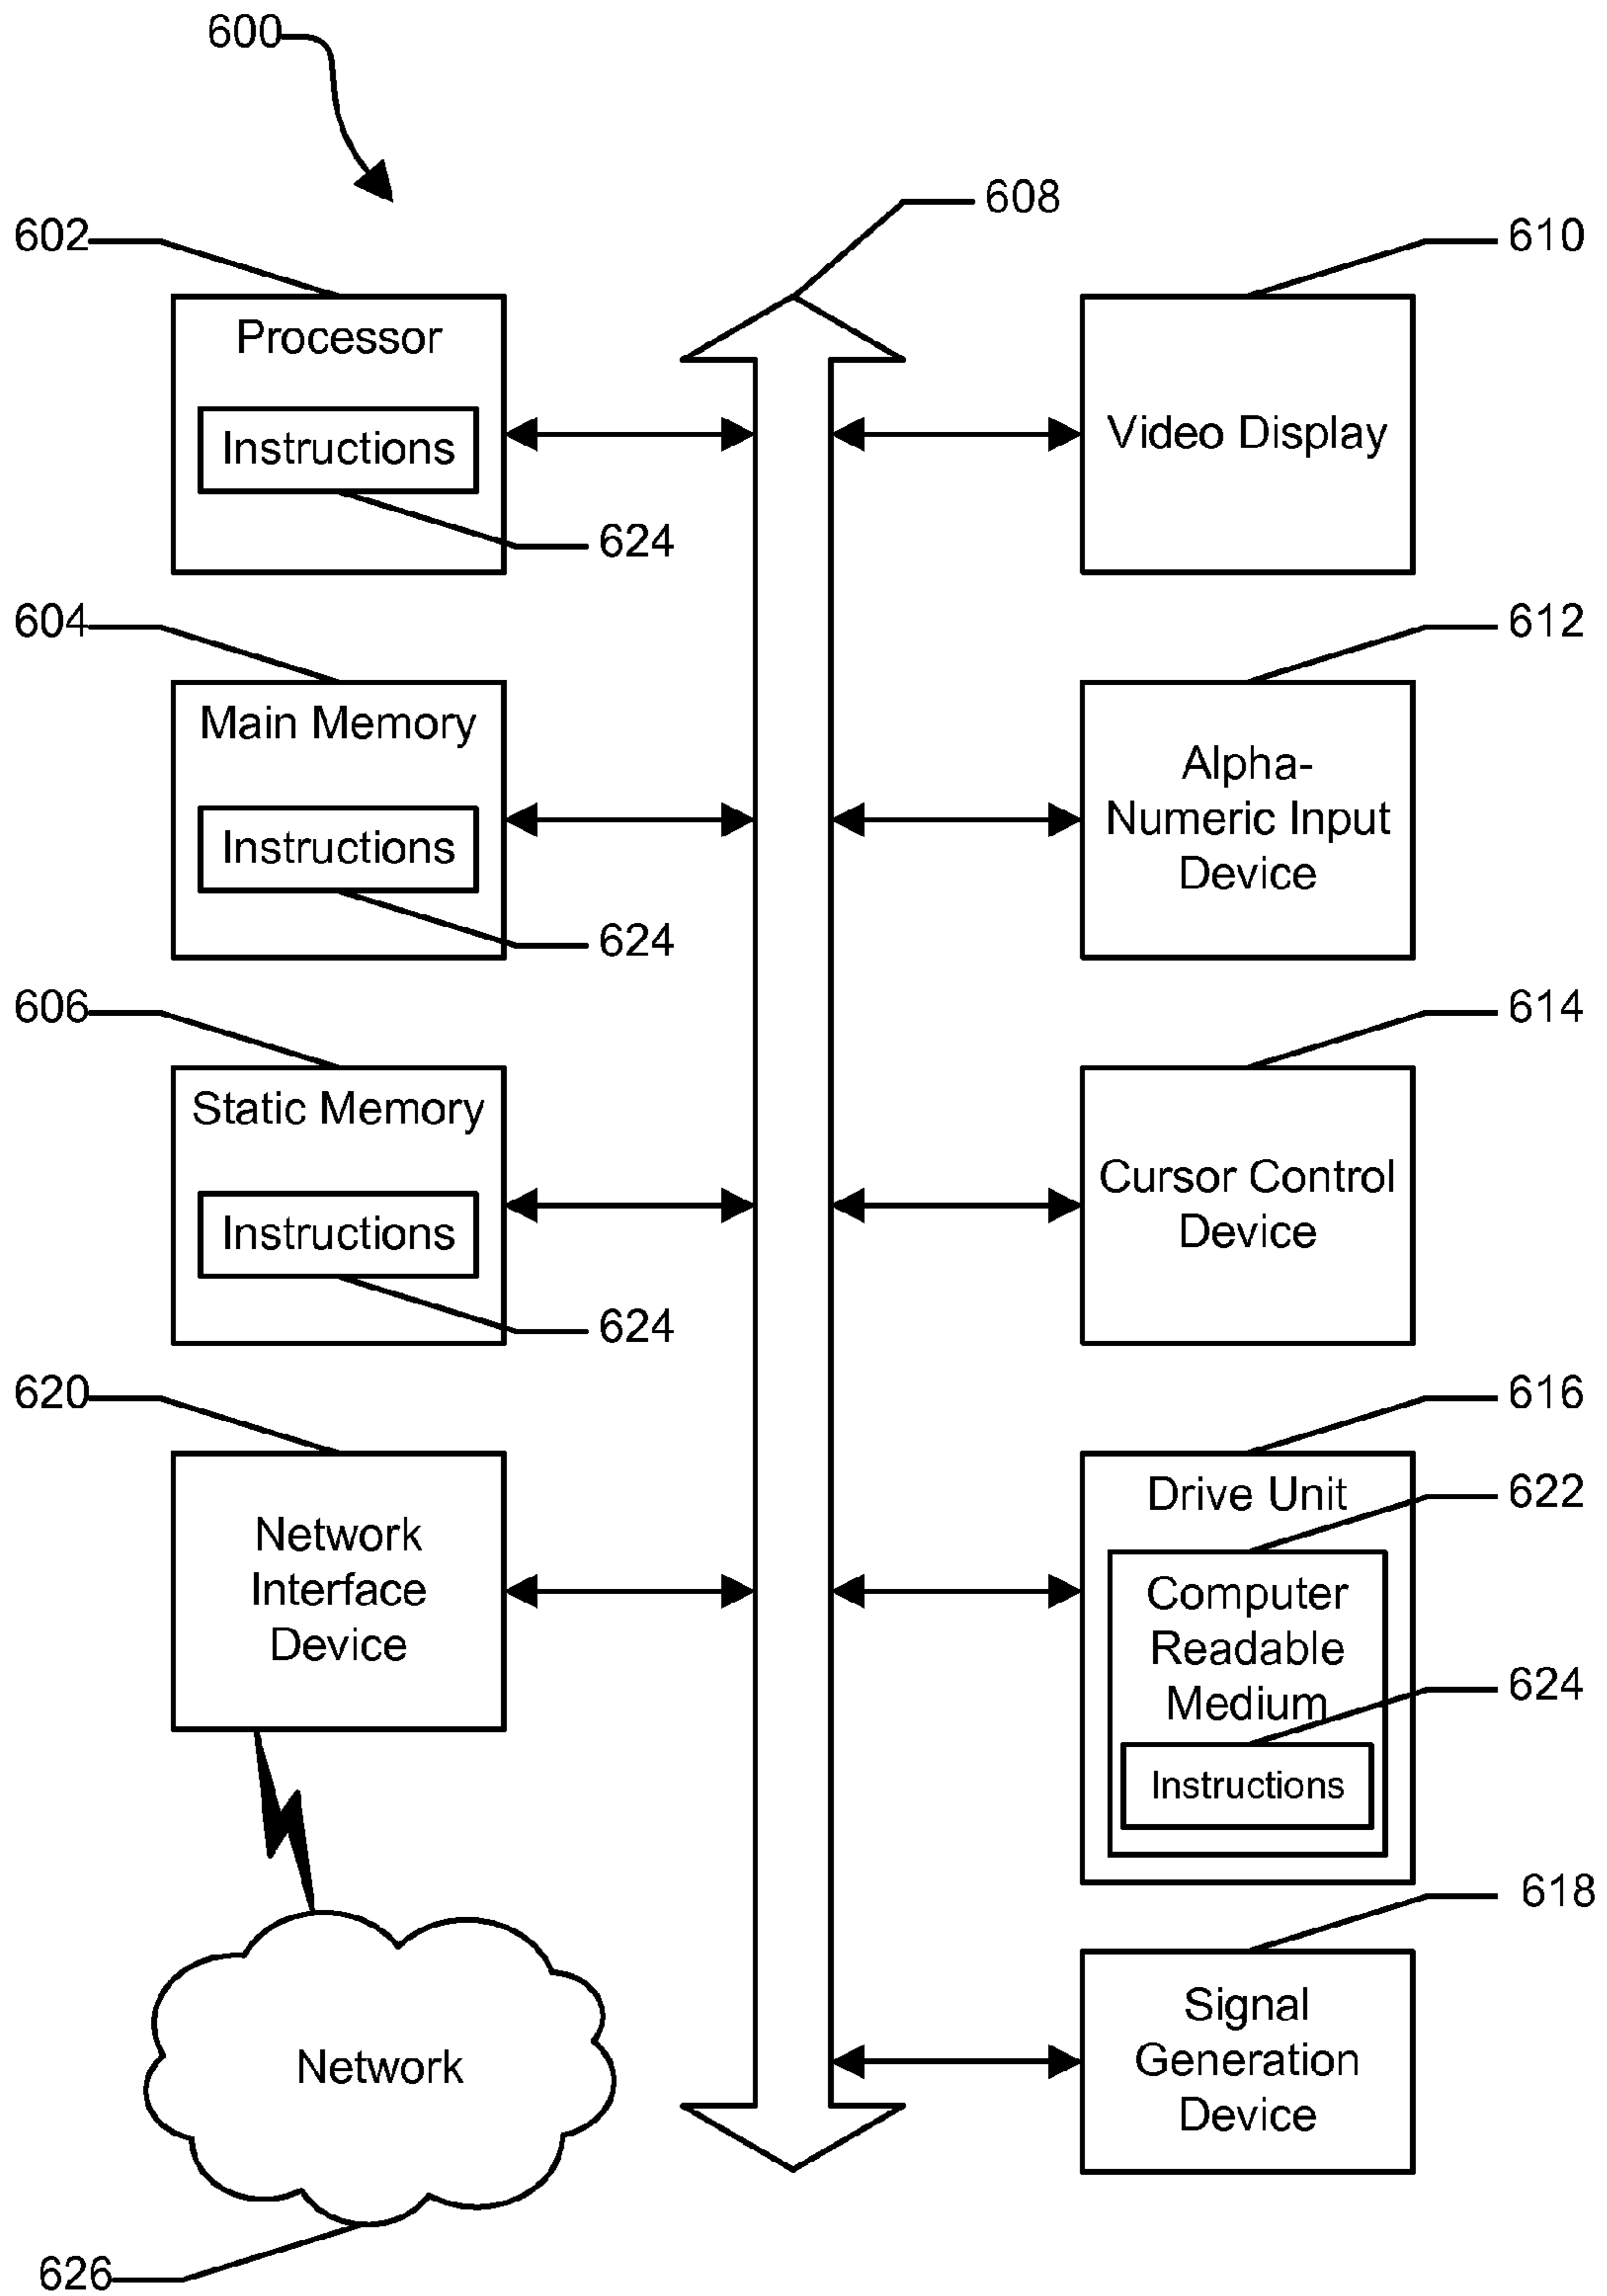 600
608
602
610
Processor
Instructions
624
Video Display
604
612
Main Memory
Instructions
624
Alpha-
Numeric Input
Device
606
614
Static Memory
Instructions
624
Cursor Control
Device
620
616
Network
Interface
Device
Drive Unit
622
Computer
Readable
Medium
624
Instructions
618
Signal
Generation
Device
Network
626